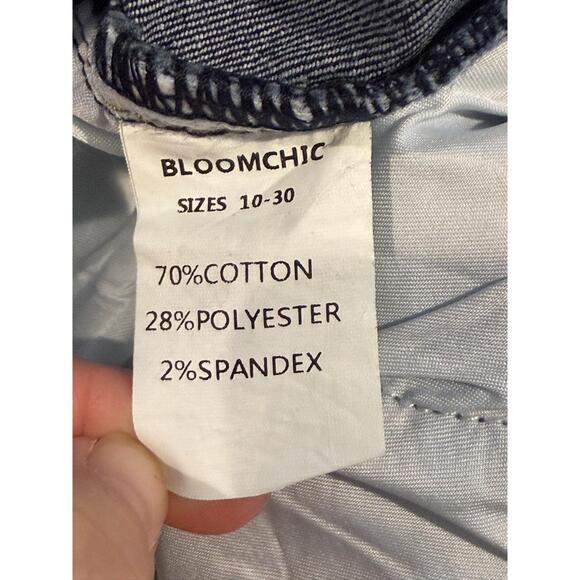 BLOOMCHIC
SIZES 10-30
70%COTTON
28%POLYESTER
2%SPANDEX